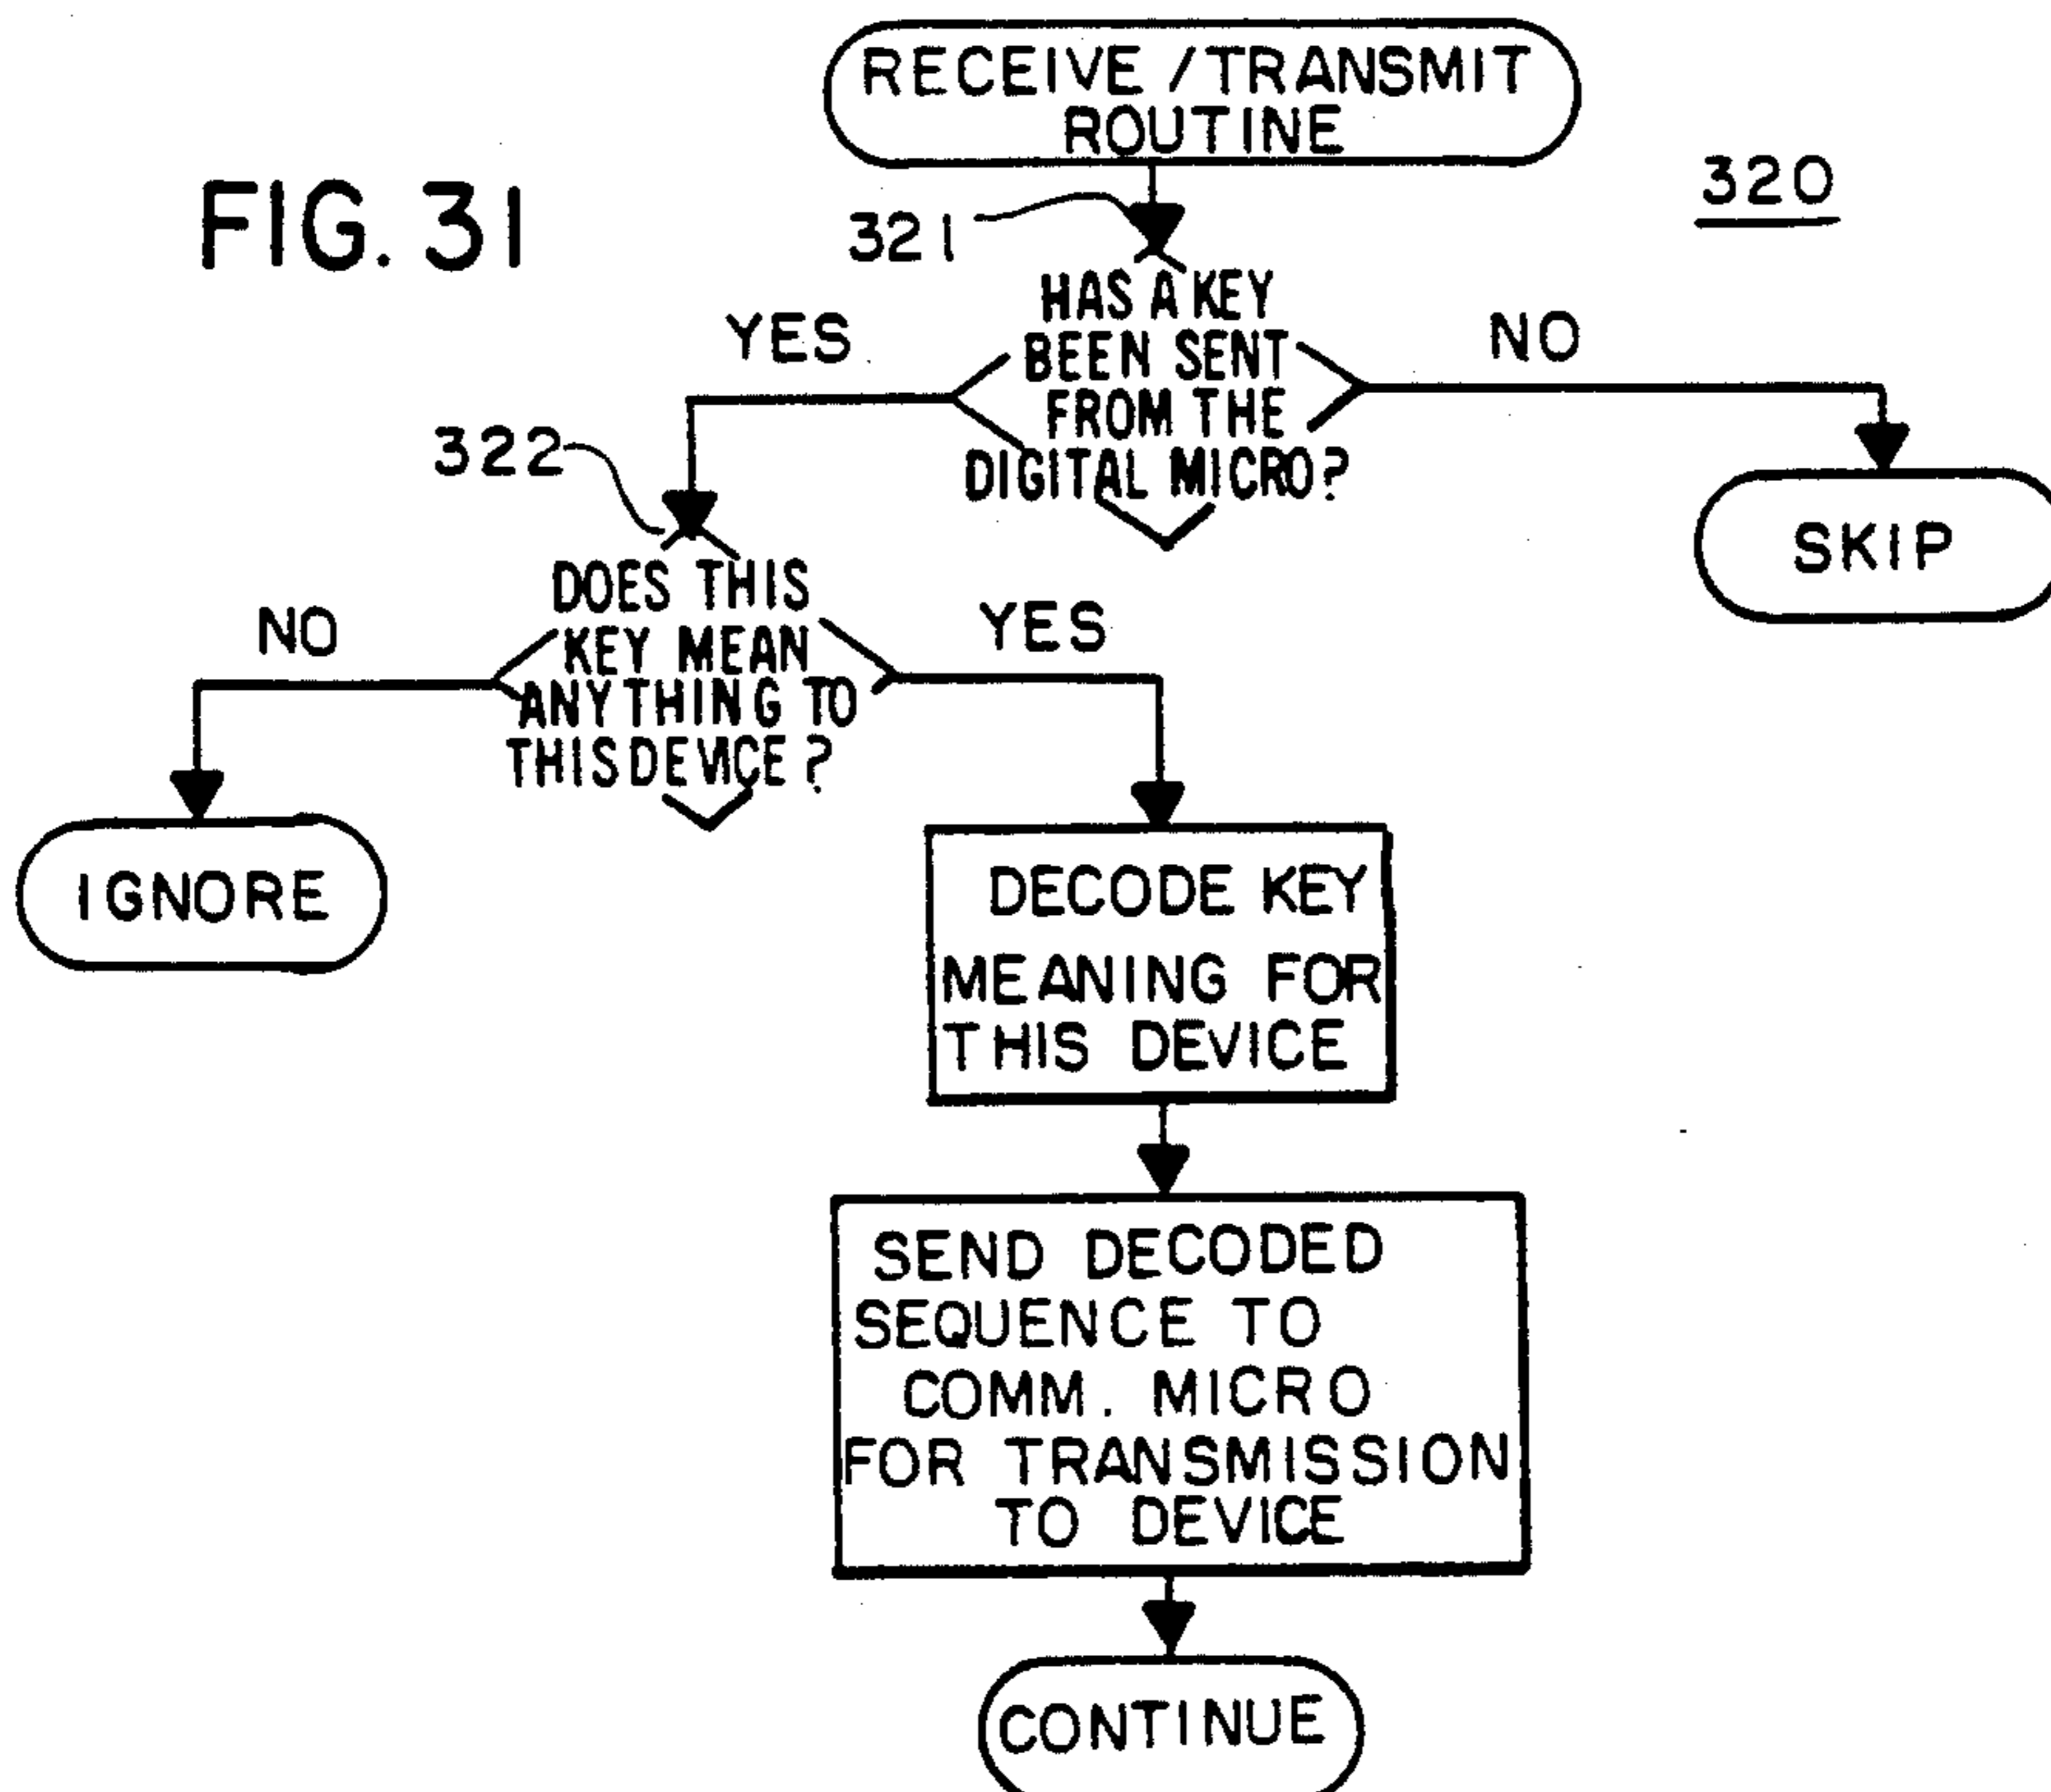 RECEIVE / TRANSMIT
ROUTINE
FIG. 31
320
321
HAS A KEY
BEEN SENT
FROM THE
DIGITAL MICRO?
YES
NO
322
SKIP
DOES THIS
KEY MEAN
ANYTHING TO
THIS DEVICE?
NO
YES
IGNORE
DECODE KEY
MEANING FOR
THIS DEVICE
SEND DECODED
SEQUENCE TO
COMM. MICRO
FOR TRANSMISSION
TO DEVICE
CONTINUE